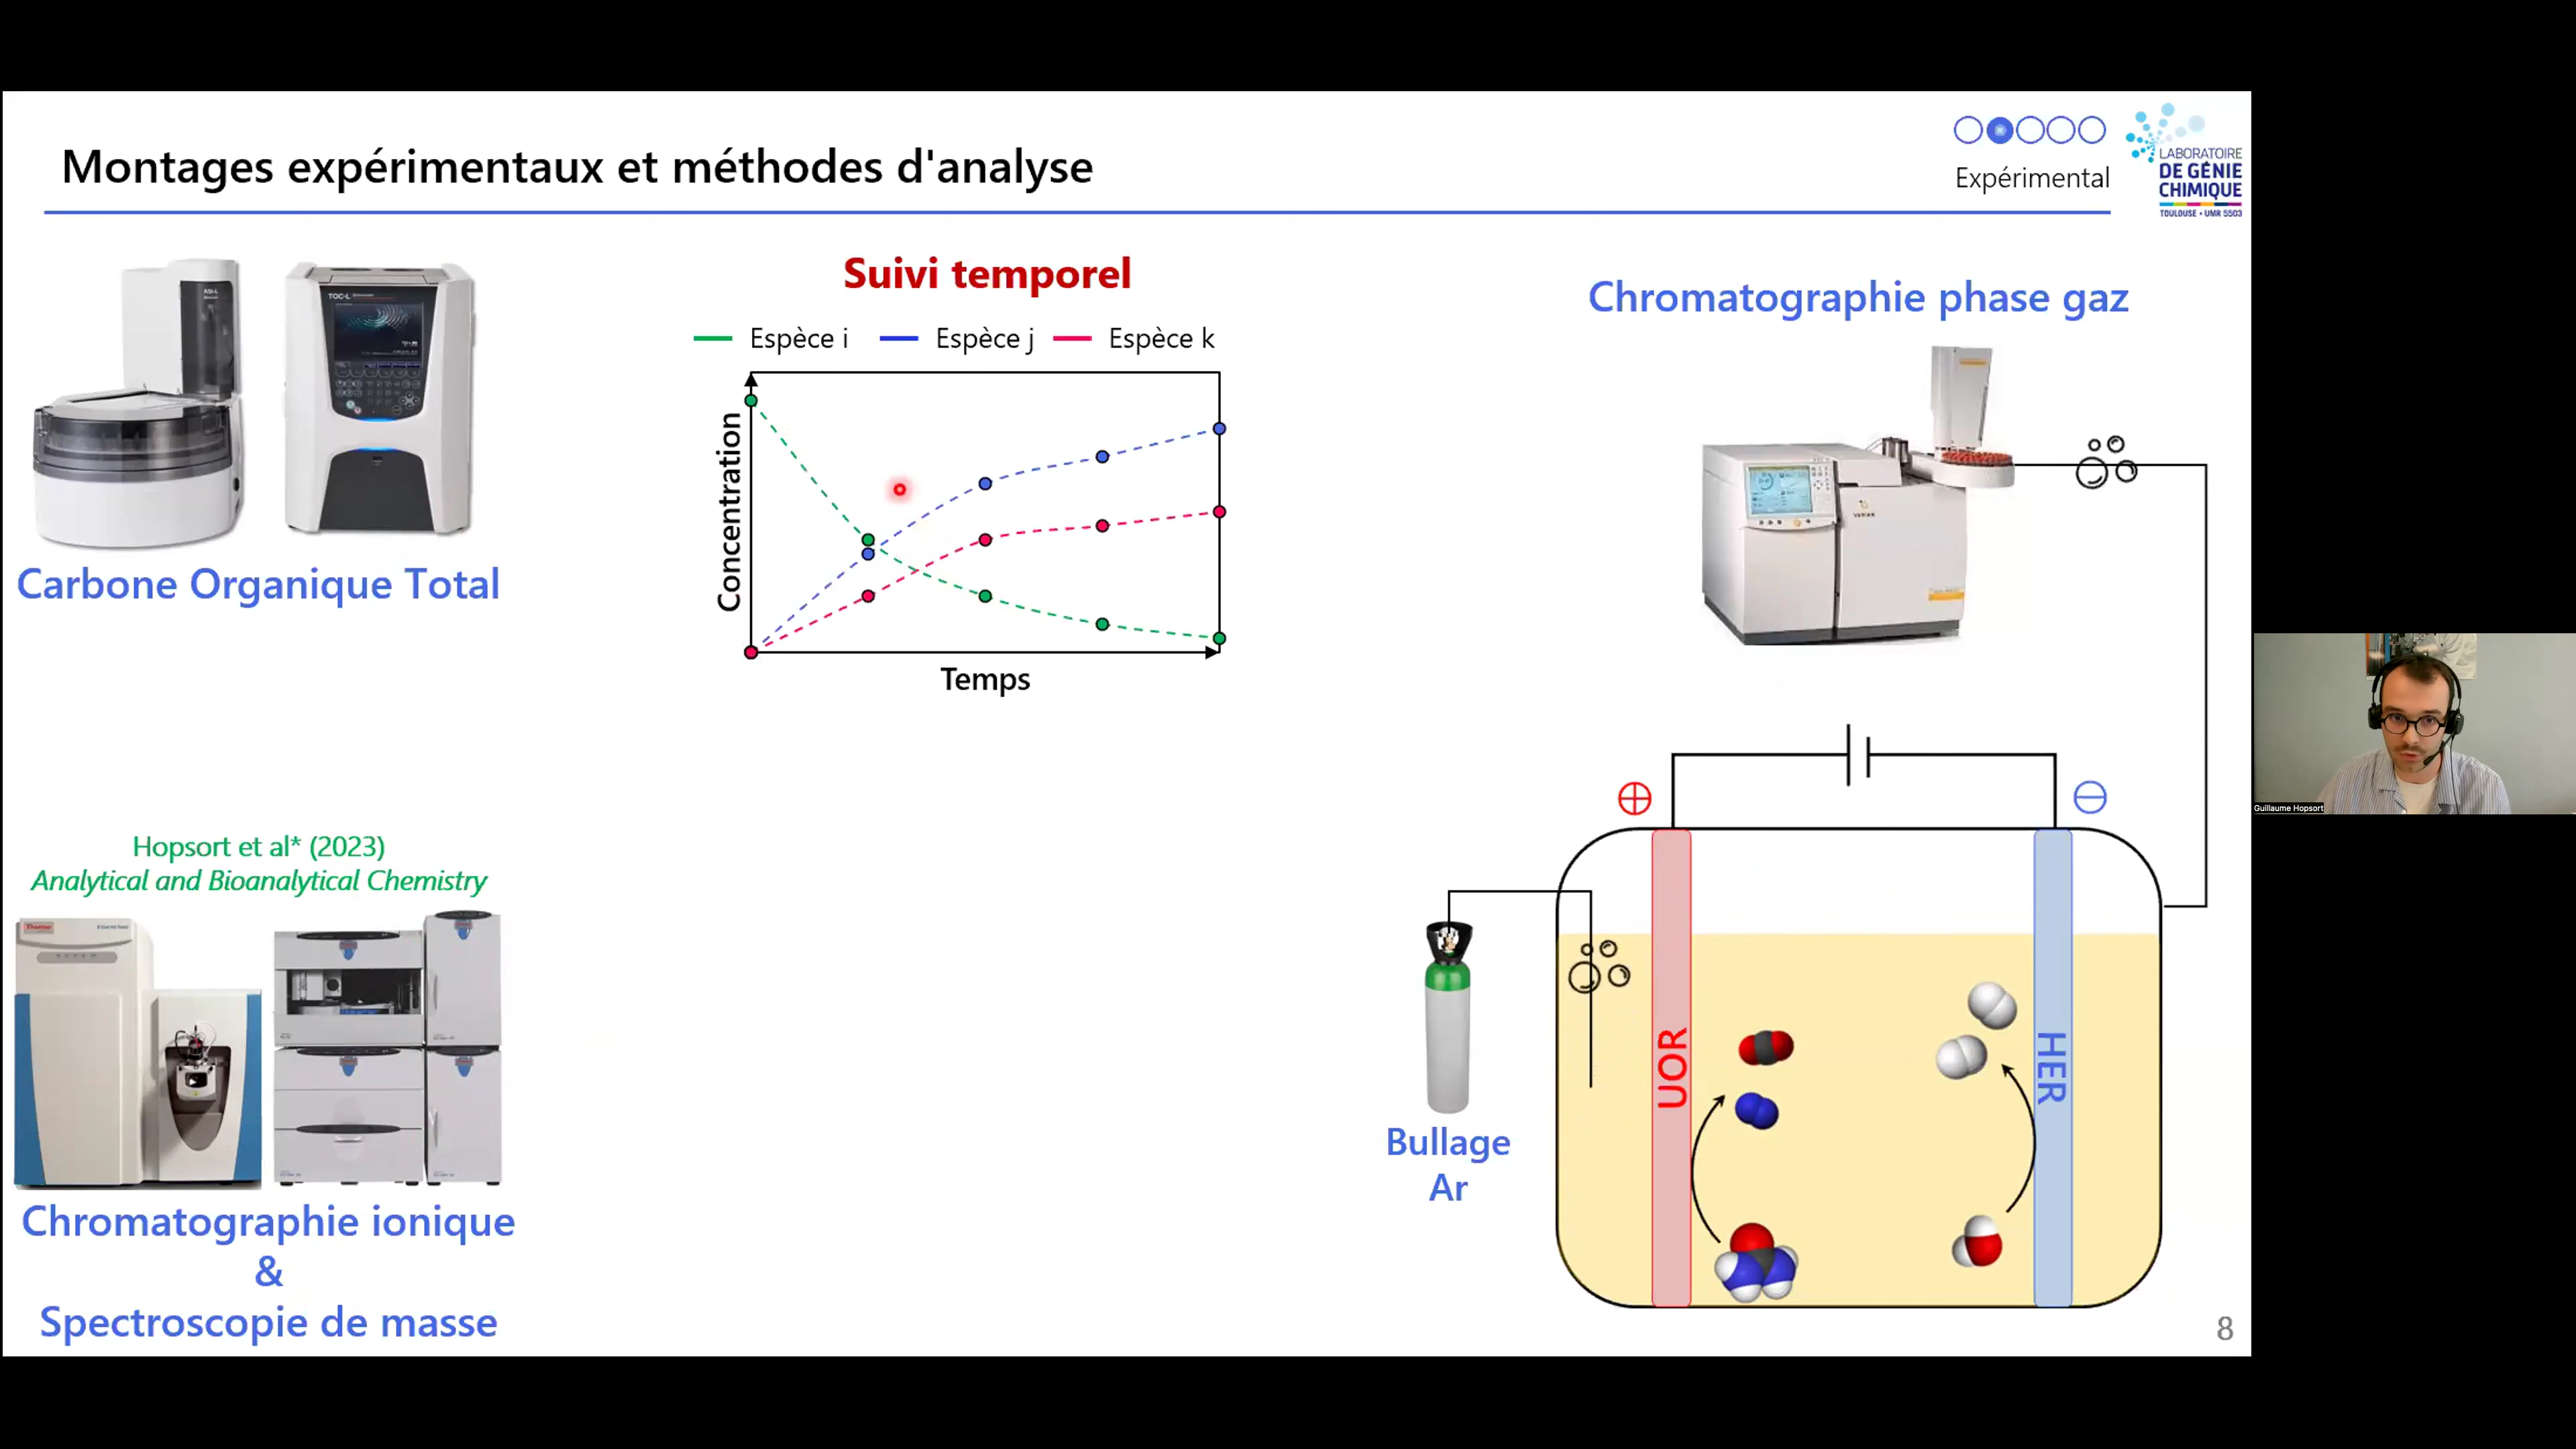 Montages expérimentaux et méthodes d'analyse
Expérimental
LABORATOIRE
DE GÉNIE
CHIMIQUE
TOULOUSE • UMR 5503
TOC-L
Carbone Organique Total
Suivi temporel
Espèce i
Espèce j
Espèce k
Concentration
Temps
Chromatographie phase gaz
Hopsort et al* (2023)
Analytical and Bioanalytical Chemistry
Thermo
Chromatographie ionique
&
Spectroscopie de masse
Bullage
Ar
UOR
HER
8
Guillaume Hopsort